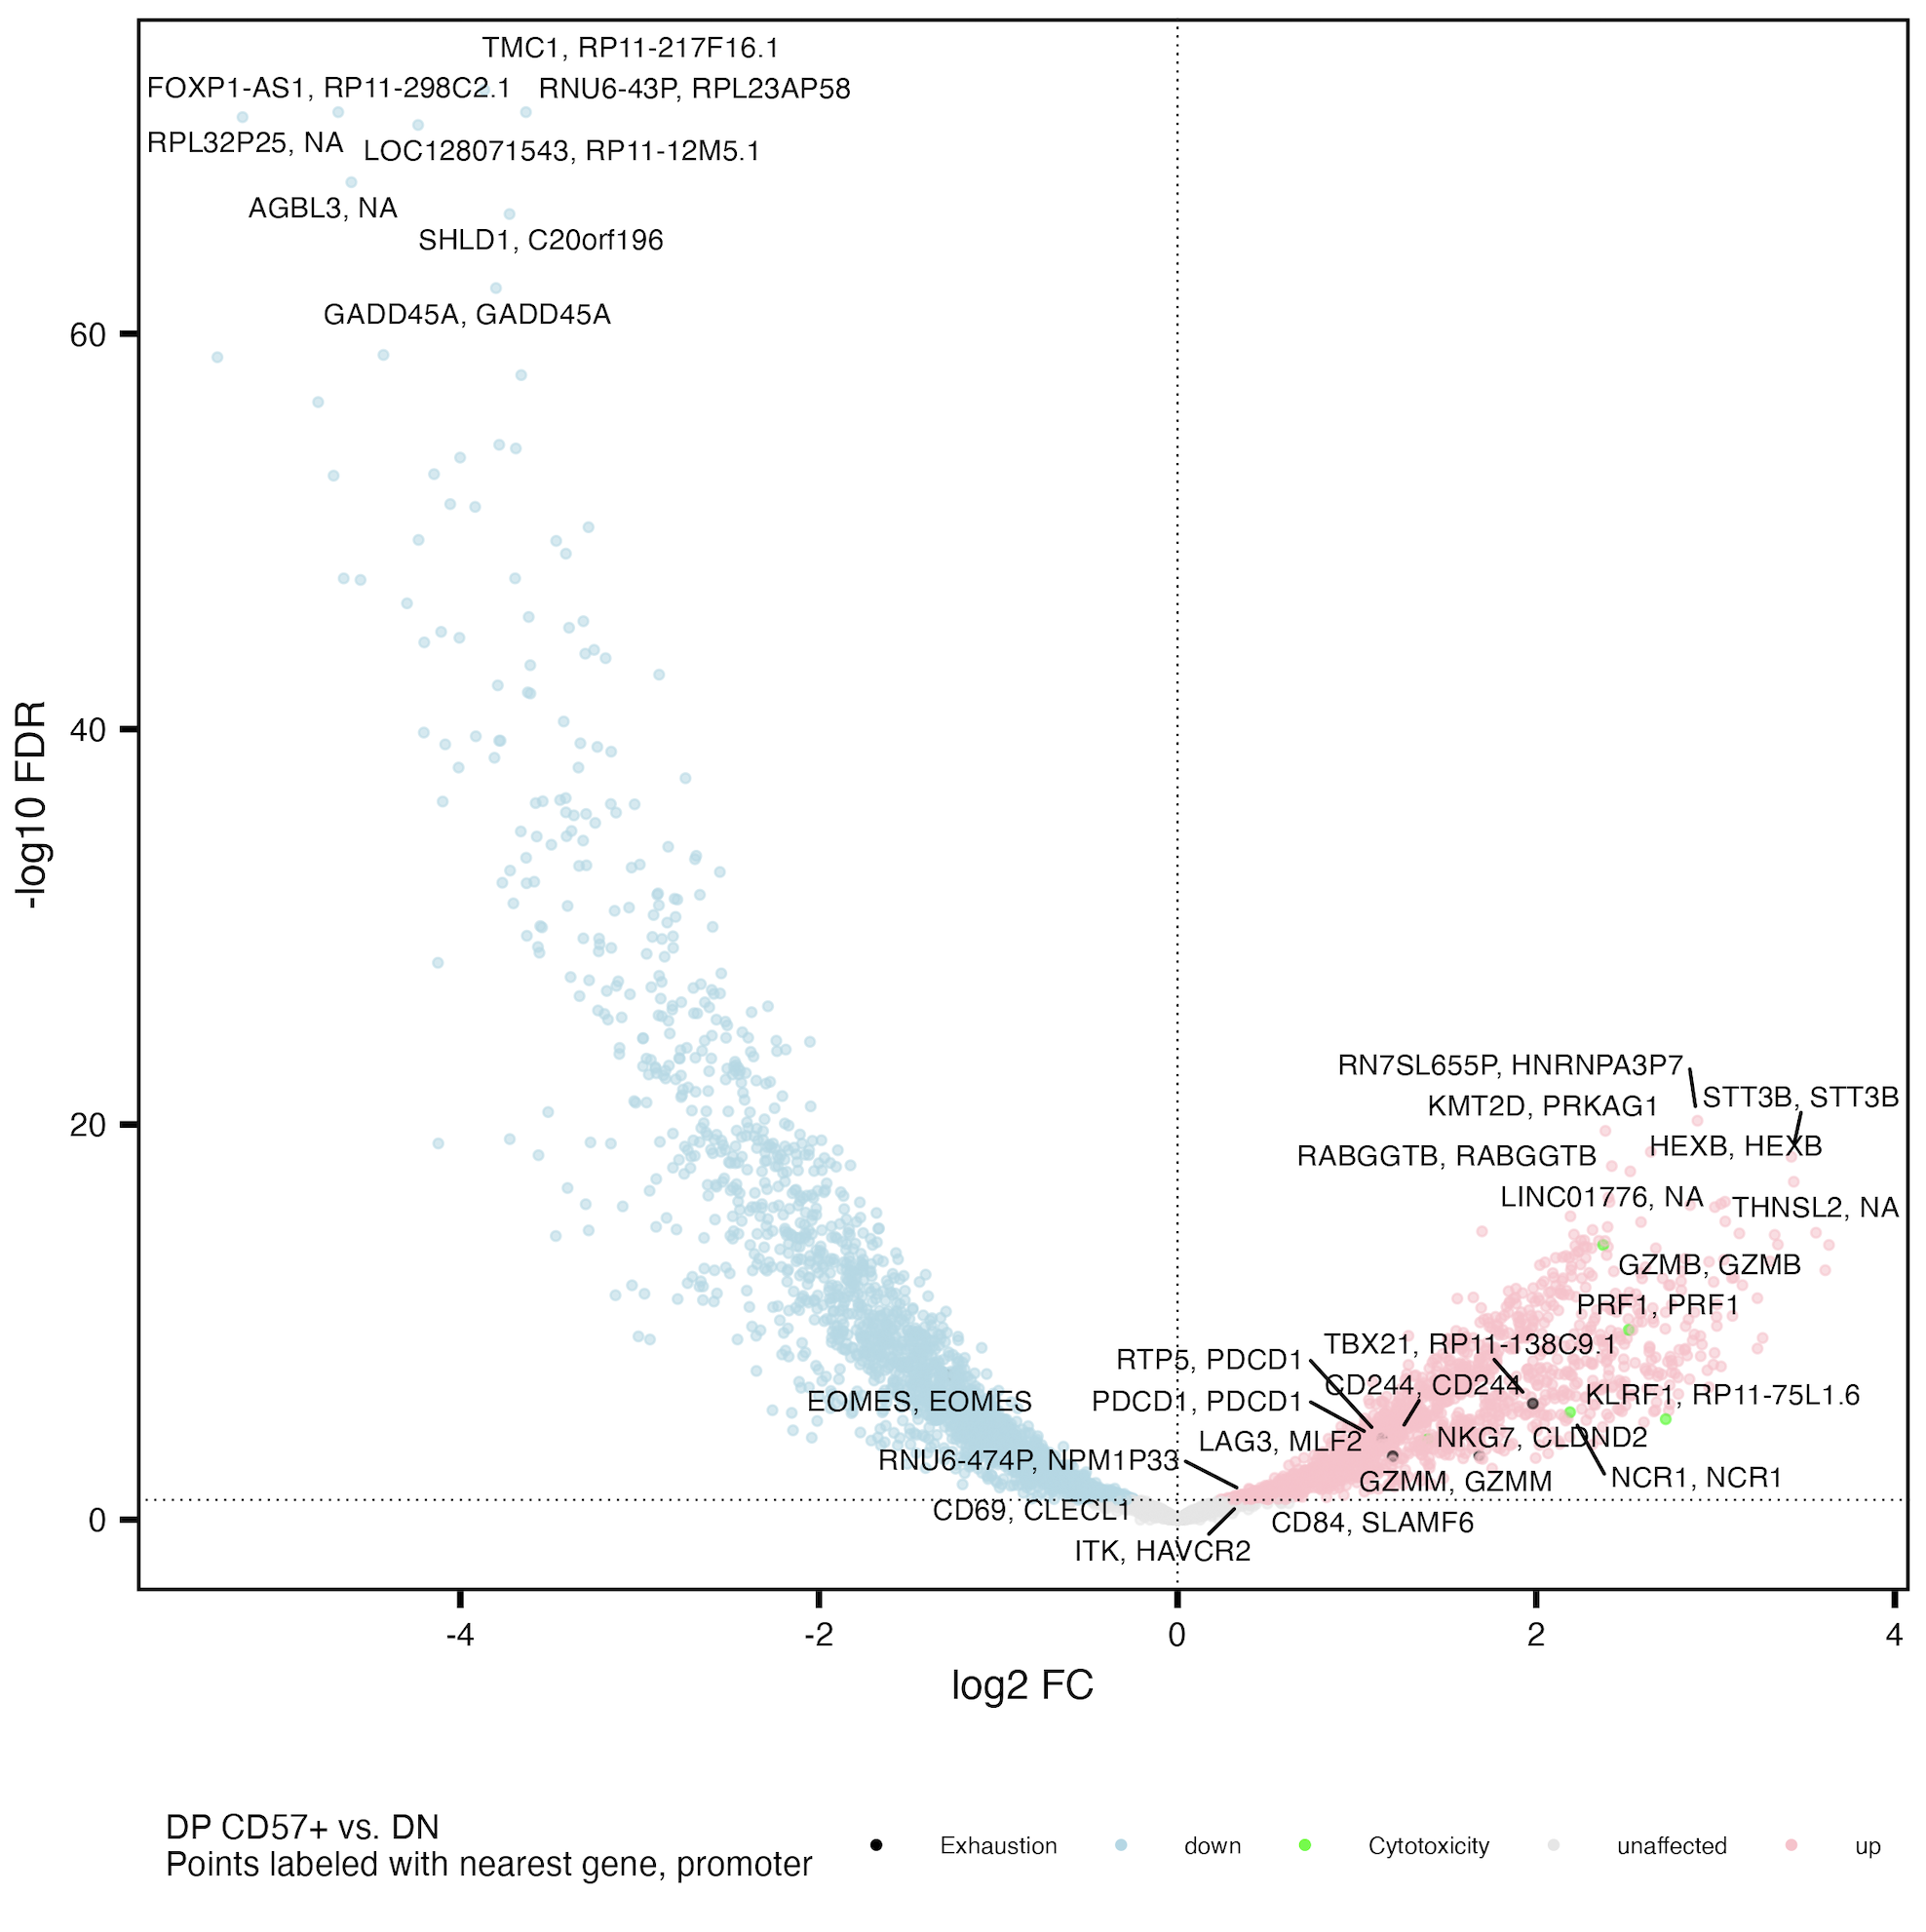 TMC1, RP11-217F16.1
FOXP1-AS1, RP11-298C2.1
RNU6-43P, RPL23AP58
RPL32P25, NA
LOC128071543, RP11-12M5.1
AGBL3, NA
SHLD1, C20orf196
GADD45A, GADD45A
60
40
20
0
-log10 FDR
RN7SL655P, HNRNPA3P7
STT3B, STT3B
KMT2D, PRKAG1
HEXB, HEXB
RABGGTB, RABGGTB
LINC01776, NA
THNSL2, NA
GZMB, GZMB
PRF1, PRF1
TBX21, RP11-138C9.1
RTP5, PDCD1
CD244, CD244
KLRF1, RP11-75L1.6
EOMES, EOMES
PDCD1, PDCD1
LAG3, MLF2
NKG7, CLDND2
RNU6-474P, NPM1P33
GZMM, GZMM
NCR1, NCR1
CD69, CLECL1
CD84, SLAMF6
ITK, HAVCR2
-4
-2
0
2
4
log2 FC
DP CD57+ vs. DN
Points labeled with nearest gene, promoter
Exhaustion
down
Cytotoxicity
unaffected
up